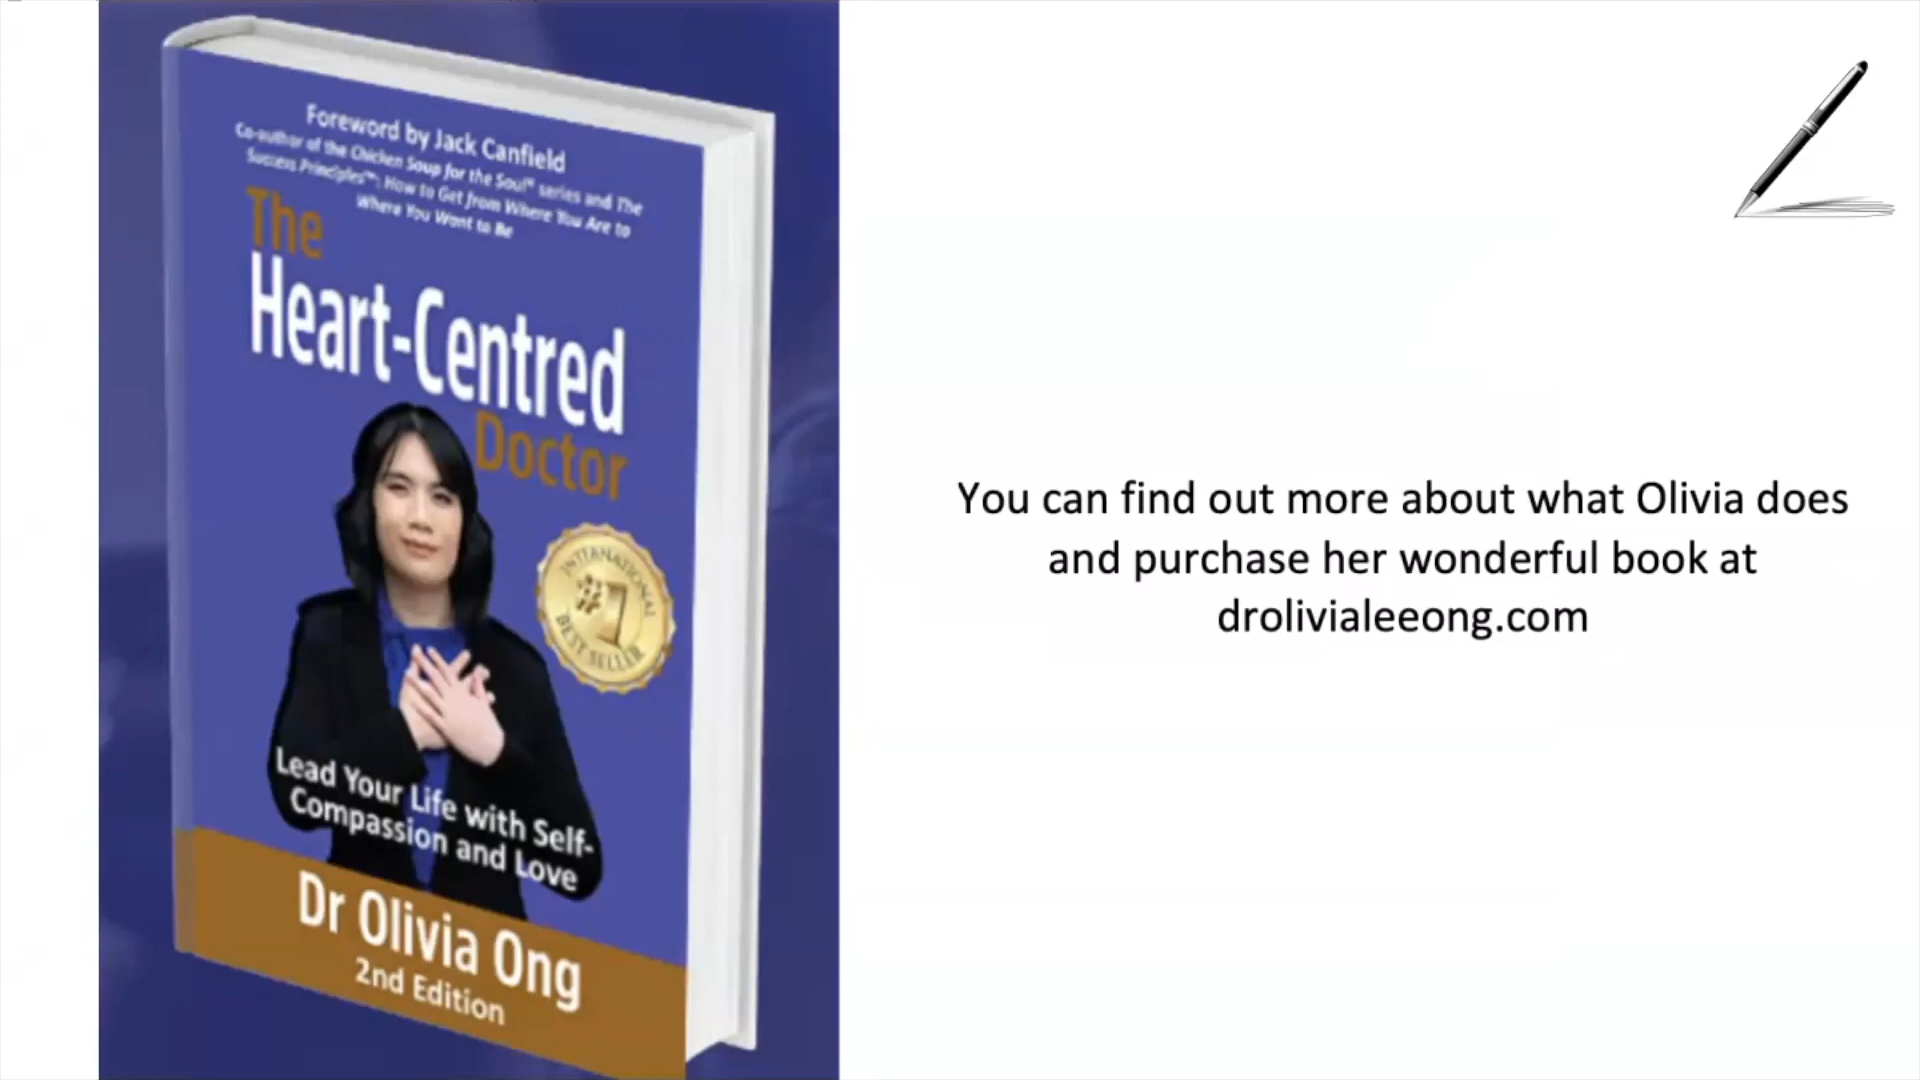 Foreword by Jack Canfield
Co-author of the Chicken Soup for the Soul® series and The
Success Principles™: How to Get from Where You Are to
Where You Want to Be
The
Heart-Centred
Doctor
INTERNATIONAL
#1
BEST SELLER
Lead Your Life with Self-
Compassion and Love
Dr Olivia Ong
2nd Edition
You can find out more about what Olivia does
and purchase her wonderful book at
drolivialeeong.com